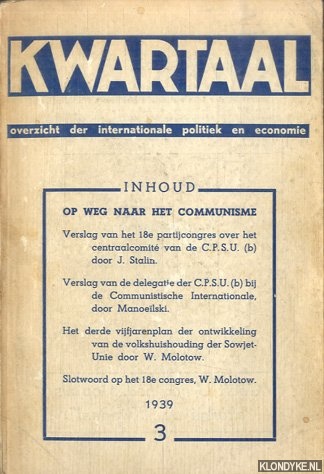 KWARTAAL
overzicht der internationale politiek en economie
INHOUD
OP WEG NAAR HET COMMUNISME
Verslag van het 18e partijcongres over het
centraalcomité van de C.P.S.U. (b)
door J. Stalin.
Verslag van de delegatie der C.P.S.U. (b) bij
de Communistische Internationale,
door Manoeilski.
Het derde vijfjarenplan der ontwikkeling
van de volkshuishouding der Sowjet-
Unie door W. Molotow.
Slotwoord op het 18e congres, W. Molotow.
1939
3
KLONDYKE.NL